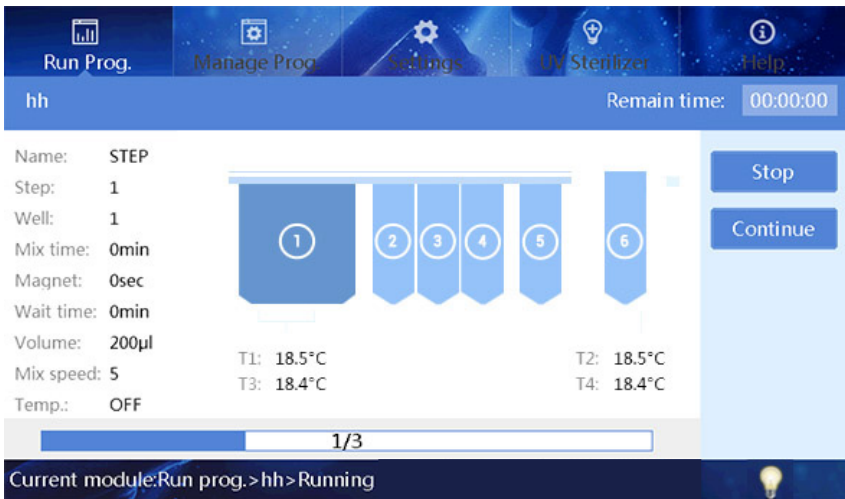 Run Prog. Manage Prog. Settings UV Sterilizer Help
hh Remain time: 00:00:00
Name: STEP
Step: 1
Well: 1
Mix time: 0min
Magnet: 0sec
Wait time: 0min
Volume: 200µl
Mix speed: 5
Temp.: OFF
1 2 3 4 5 6
T1: 18.5°C T2: 18.5°C
T3: 18.4°C T4: 18.4°C
Stop
Continue
1/3
Current module:Run prog.>hh>Running